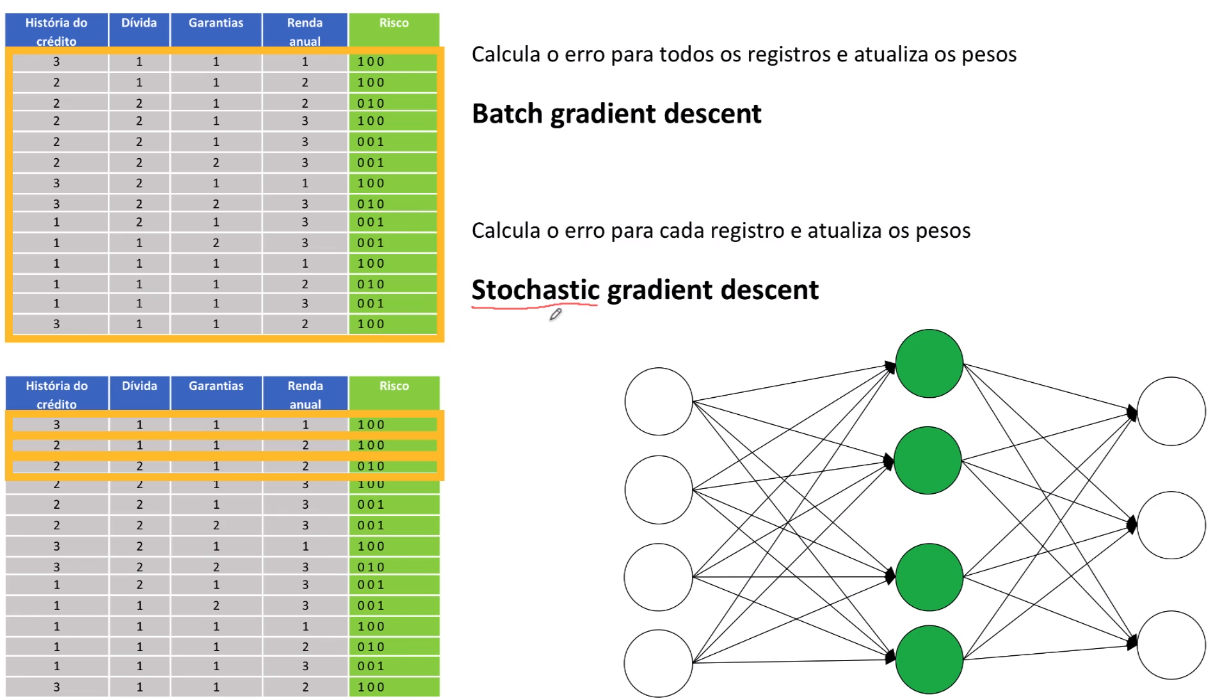 História do crédito Dívida Garantias Renda anual Risco
3 1 1 1 1 0 0
2 1 1 2 1 0 0
2 2 1 2 0 1 0
2 2 1 3 1 0 0
2 2 1 3 0 0 1
2 2 2 3 0 0 1
3 2 1 1 1 0 0
3 2 2 3 0 1 0
1 2 1 3 0 0 1
1 1 2 3 0 0 1
1 1 1 1 1 0 0
1 1 1 2 0 1 0
1 1 1 3 0 0 1
3 1 1 2 1 0 0
Calcula o erro para todos os registros e atualiza os pesos
Batch gradient descent
Calcula o erro para cada registro e atualiza os pesos
Stochastic gradient descent
História do crédito Dívida Garantias Renda anual Risco
3 1 1 1 1 0 0
2 1 1 2 1 0 0
2 2 1 2 0 1 0
2 2 1 3 1 0 0
2 2 1 3 0 0 1
2 2 2 3 0 0 1
3 2 1 1 1 0 0
3 2 2 3 0 1 0
1 2 1 3 0 0 1
1 1 2 3 0 0 1
1 1 1 1 1 0 0
1 1 1 2 0 1 0
1 1 1 3 0 0 1
3 1 1 2 1 0 0